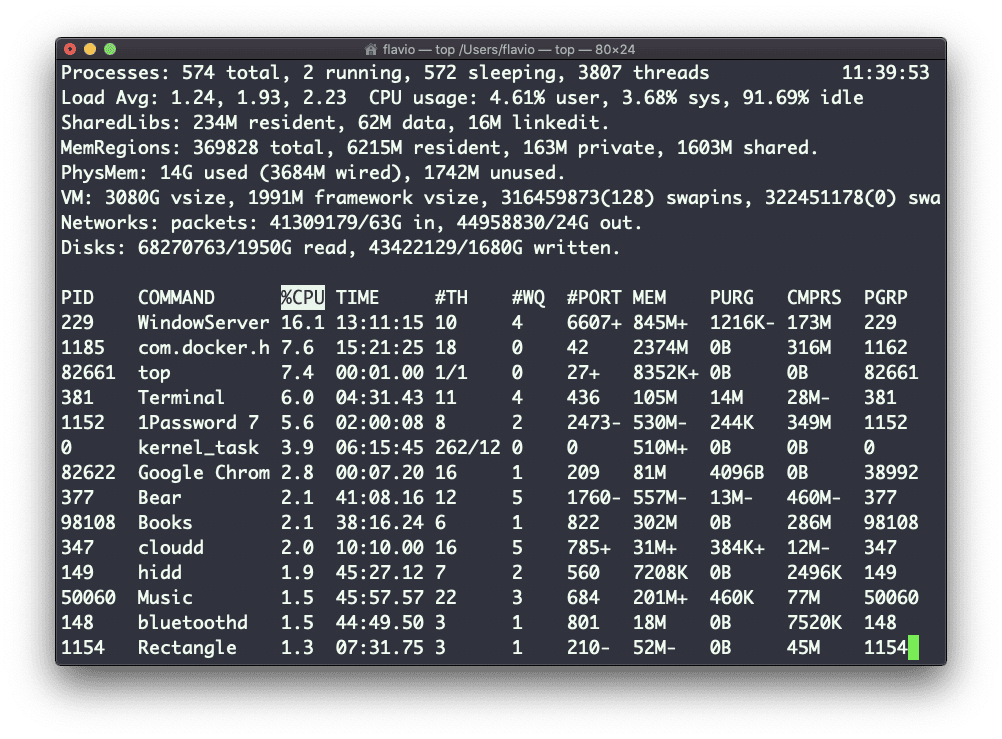 flavio — top /Users/flavio — top — 80×24
Processes: 574 total, 2 running, 572 sleeping, 3807 threads 11:39:53
Load Avg: 1.24, 1.93, 2.23 CPU usage: 4.61% user, 3.68% sys, 91.69% idle
SharedLibs: 234M resident, 62M data, 16M linkedit.
MemRegions: 369828 total, 6215M resident, 163M private, 1603M shared.
PhysMem: 14G used (3684M wired), 1742M unused.
VM: 3080G vsize, 1991M framework vsize, 316459873(128) swapins, 322451178(0) swa
Networks: packets: 41309179/63G in, 44958830/24G out.
Disks: 68270763/1950G read, 43422129/1680G written.
PID COMMAND %CPU TIME #TH #WQ #PORT MEM PURG CMPRS PGRP
229 WindowServer 16.1 13:11:15 10 4 6607+ 845M+ 1216K- 173M 229
1185 com.docker.h 7.6 15:21:25 18 0 42 2374M 0B 316M 1162
82661 top 7.4 00:01.00 1/1 0 27+ 8352K+ 0B 0B 82661
381 Terminal 6.0 04:31.43 11 4 436 105M 14M 28M- 381
1152 1Password 7 5.6 02:00:08 8 2 2473- 530M- 244K 349M 1152
0 kernel_task 3.9 06:15:45 262/12 0 0 510M+ 0B 0B 0
82622 Google Chrom 2.8 00:07.20 16 1 209 81M 4096B 0B 38992
377 Bear 2.1 41:08.16 12 5 1760- 557M- 13M- 460M- 377
98108 Books 2.1 38:16.24 6 1 822 302M 0B 286M 98108
347 cloudd 2.0 10:10.00 16 5 785+ 31M+ 384K+ 12M- 347
149 hidd 1.9 45:27.12 7 2 560 7208K 0B 2496K 149
50060 Music 1.5 45:57.57 22 3 684 201M+ 460K 77M 50060
148 bluetoothd 1.5 44:49.50 3 1 801 18M 0B 7520K 148
1154 Rectangle 1.3 07:31.75 3 1 210- 52M- 0B 45M 1154